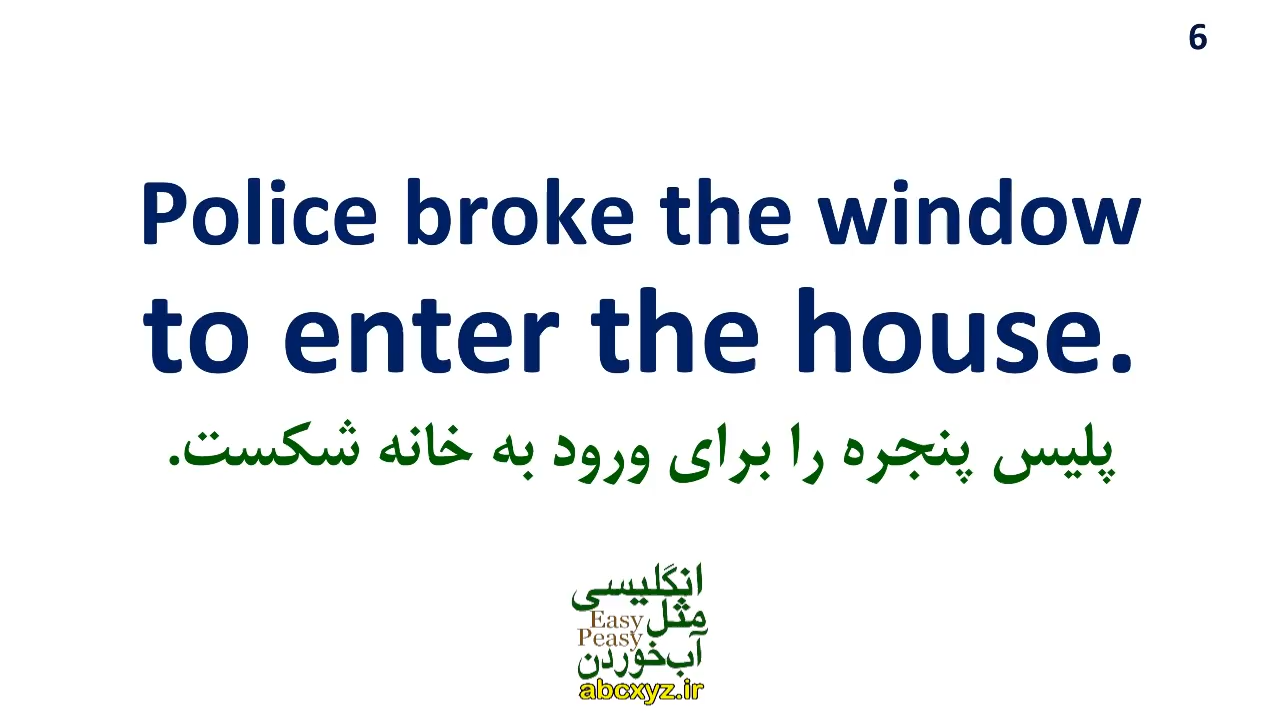 6
Police broke the window
to enter the house.
پلیس پنجره را برای ورود به خانه شکست.
انگلیسی
مثل
Easy
Peasy
آب‌خوردن
abcxyz.ir